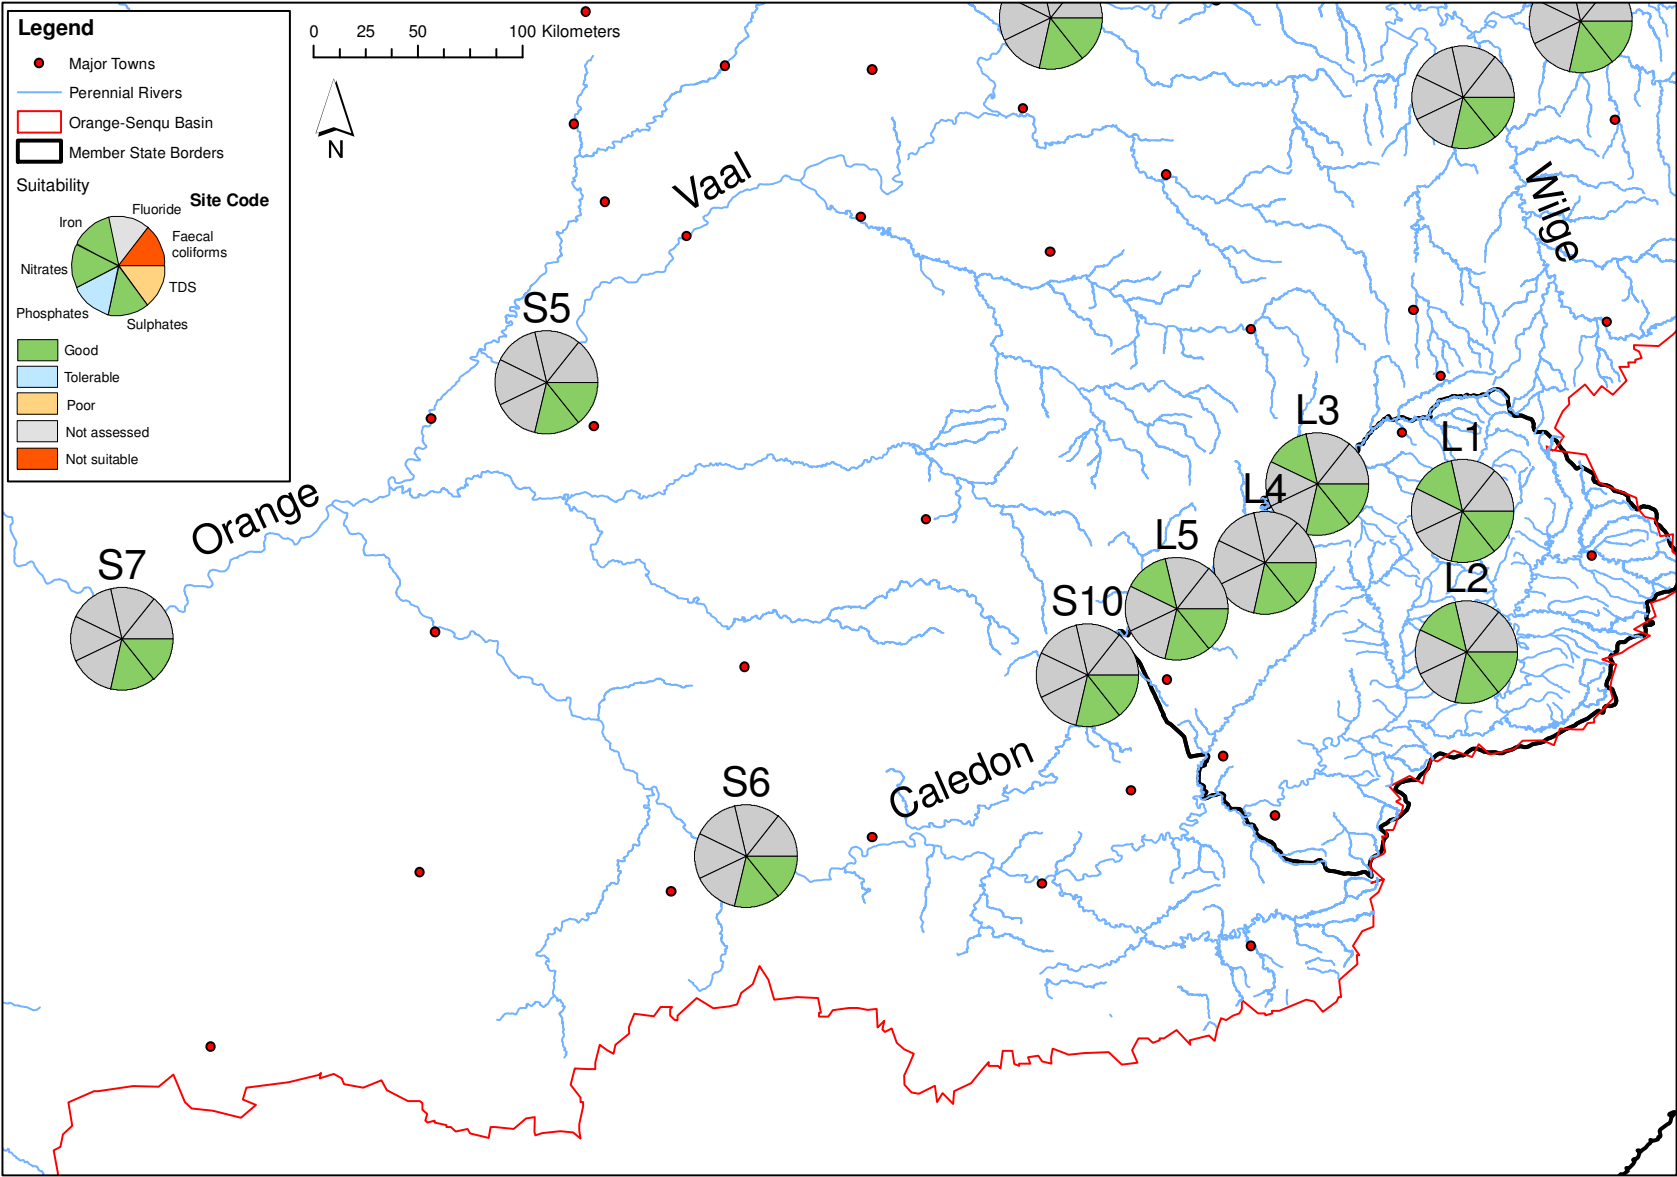 Legend
Major Towns
Perennial Rivers
Orange-Senqu Basin
Member State Borders
Suitability
Site Code
Fluoride
Iron
Faecal
coliforms
Nitrates
TDS
Phosphates
Sulphates
Good
Tolerable
Poor
Not assessed
Not suitable
0 25 50 100 Kilometers
N
Vaal
Wilge
S5
L3
L1
L4
Orange
L5
S7
L2
S10
Caledon
S6